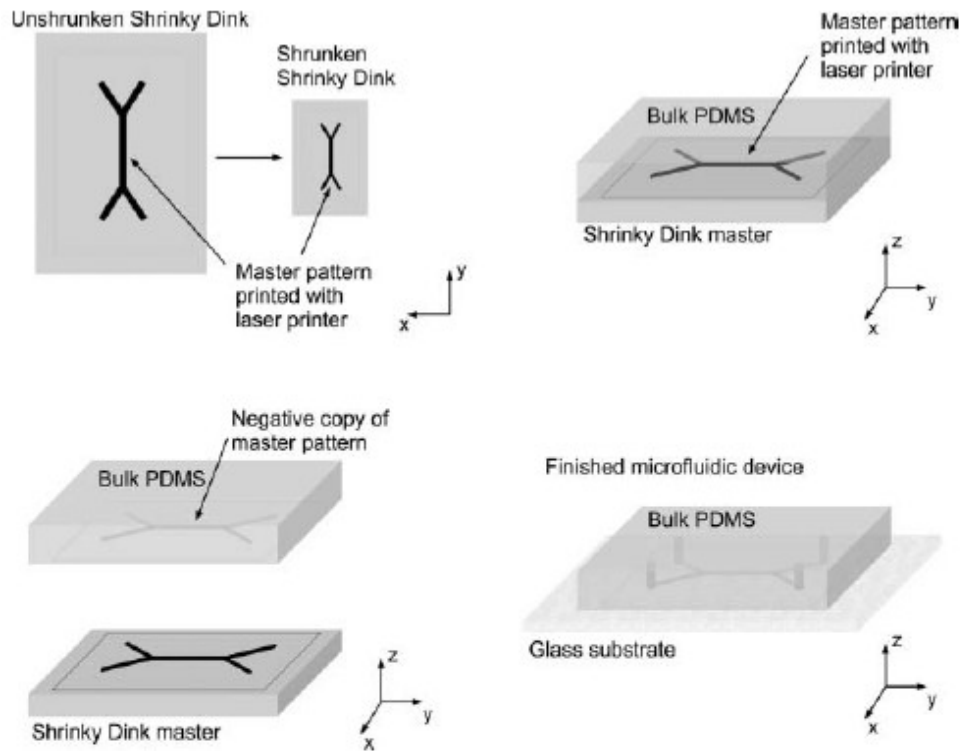 Unshrunken Shrinky Dink
Shrunken
Shrinky Dink
Master pattern
printed with
laser printer
y
x
Master pattern
printed with
laser printer
Bulk PDMS
Shrinky Dink master
z
y
x
Negative copy of
master pattern
Bulk PDMS
Shrinky Dink master
z
y
x
Finished microfluidic device
Bulk PDMS
Glass substrate
z
y
x